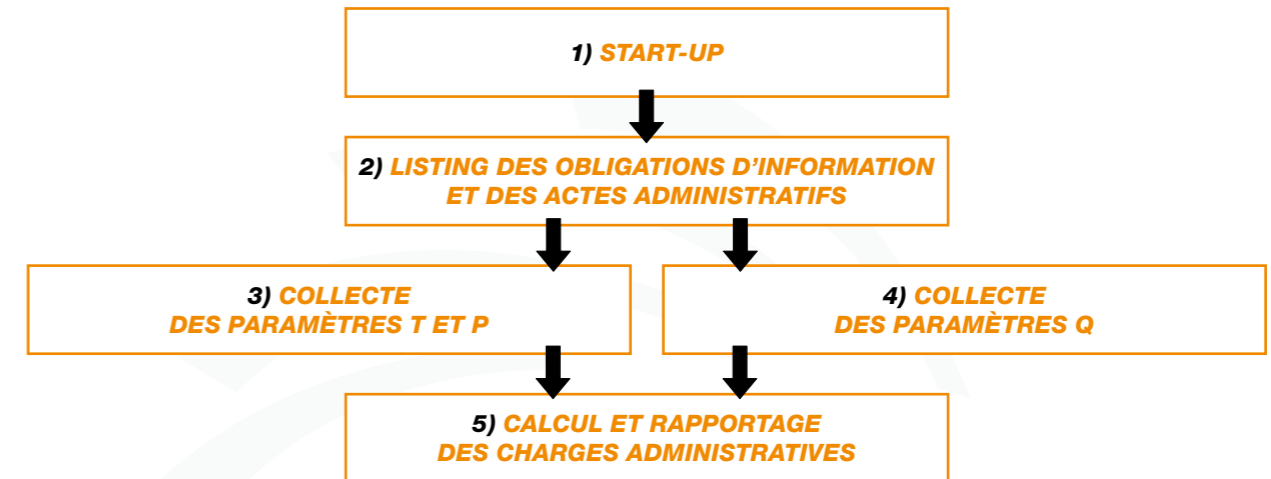 1) START-UP
2) LISTING DES OBLIGATIONS D'INFORMATION
ET DES ACTES ADMINISTRATIFS
3) COLLECTE
DES PARAMÈTRES T ET P
4) COLLECTE
DES PARAMÈTRES Q
5) CALCUL ET RAPPORTAGE
DES CHARGES ADMINISTRATIVES